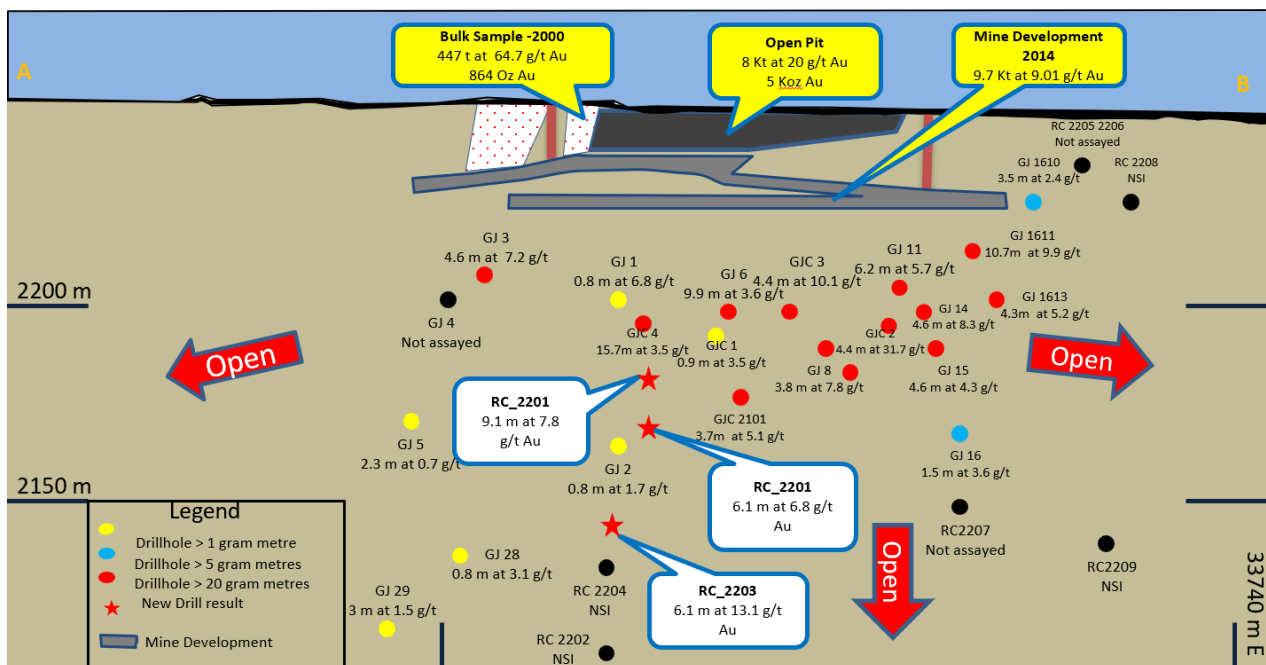 Bulk Sample -2000
447 t at 64.7 g/t Au
864 Oz Au
Open Pit
8 Kt at 20 g/t Au
5 Koz Au
Mine Development
2014
9.7 Kt at 9.01 g/t Au
A
B
RC 2205 2206
Not assayed
GJ 1610
3.5 m at 2.4 g/t
RC 2208
NSI
GJ 3
4.6 m at 7.2 g/t
GJ 1
0.8 m at 6.8 g/t
GJ 6
9.9 m at 3.6 g/t
GJC 3
4.4 m at 10.1 g/t
GJ 11
6.2 m at 5.7 g/t
GJ 1611
10.7m at 9.9 g/t
2200 m
2200 m
GJ 4
Not assayed
GJC 4
15.7m at 3.5 g/t
GJC 1
0.9 m at 3.5 g/t
GJC 2
4.4 m at 31.7 g/t
GJ 14
4.6 m at 8.3 g/t
GJ 1613
4.3m at 5.2 g/t
Open
Open
GJ 8
3.8 m at 7.8 g/t
GJ 15
4.6 m at 4.3 g/t
RC_2201
9.1 m at 7.8
g/t Au
GJC 2101
3.7m at 5.1 g/t
GJ 5
2.3 m at 0.7 g/t
GJ 2
0.8 m at 1.7 g/t
GJ 16
1.5 m at 3.6 g/t
RC_2201
6.1 m at 6.8 g/t
Au
2150 m
2150 m
RC2207
Not assayed
Open
RC2209
NSI
Legend
Drillhole > 1 gram metre
Drillhole > 5 gram metres
Drillhole > 20 gram metres
New Drill result
Mine Development
GJ 28
0.8 m at 3.1 g/t
RC 2204
NSI
RC_2203
6.1 m at 13.1 g/t
Au
GJ 29
3 m at 1.5 g/t
RC 2202
NSI
33740 m E